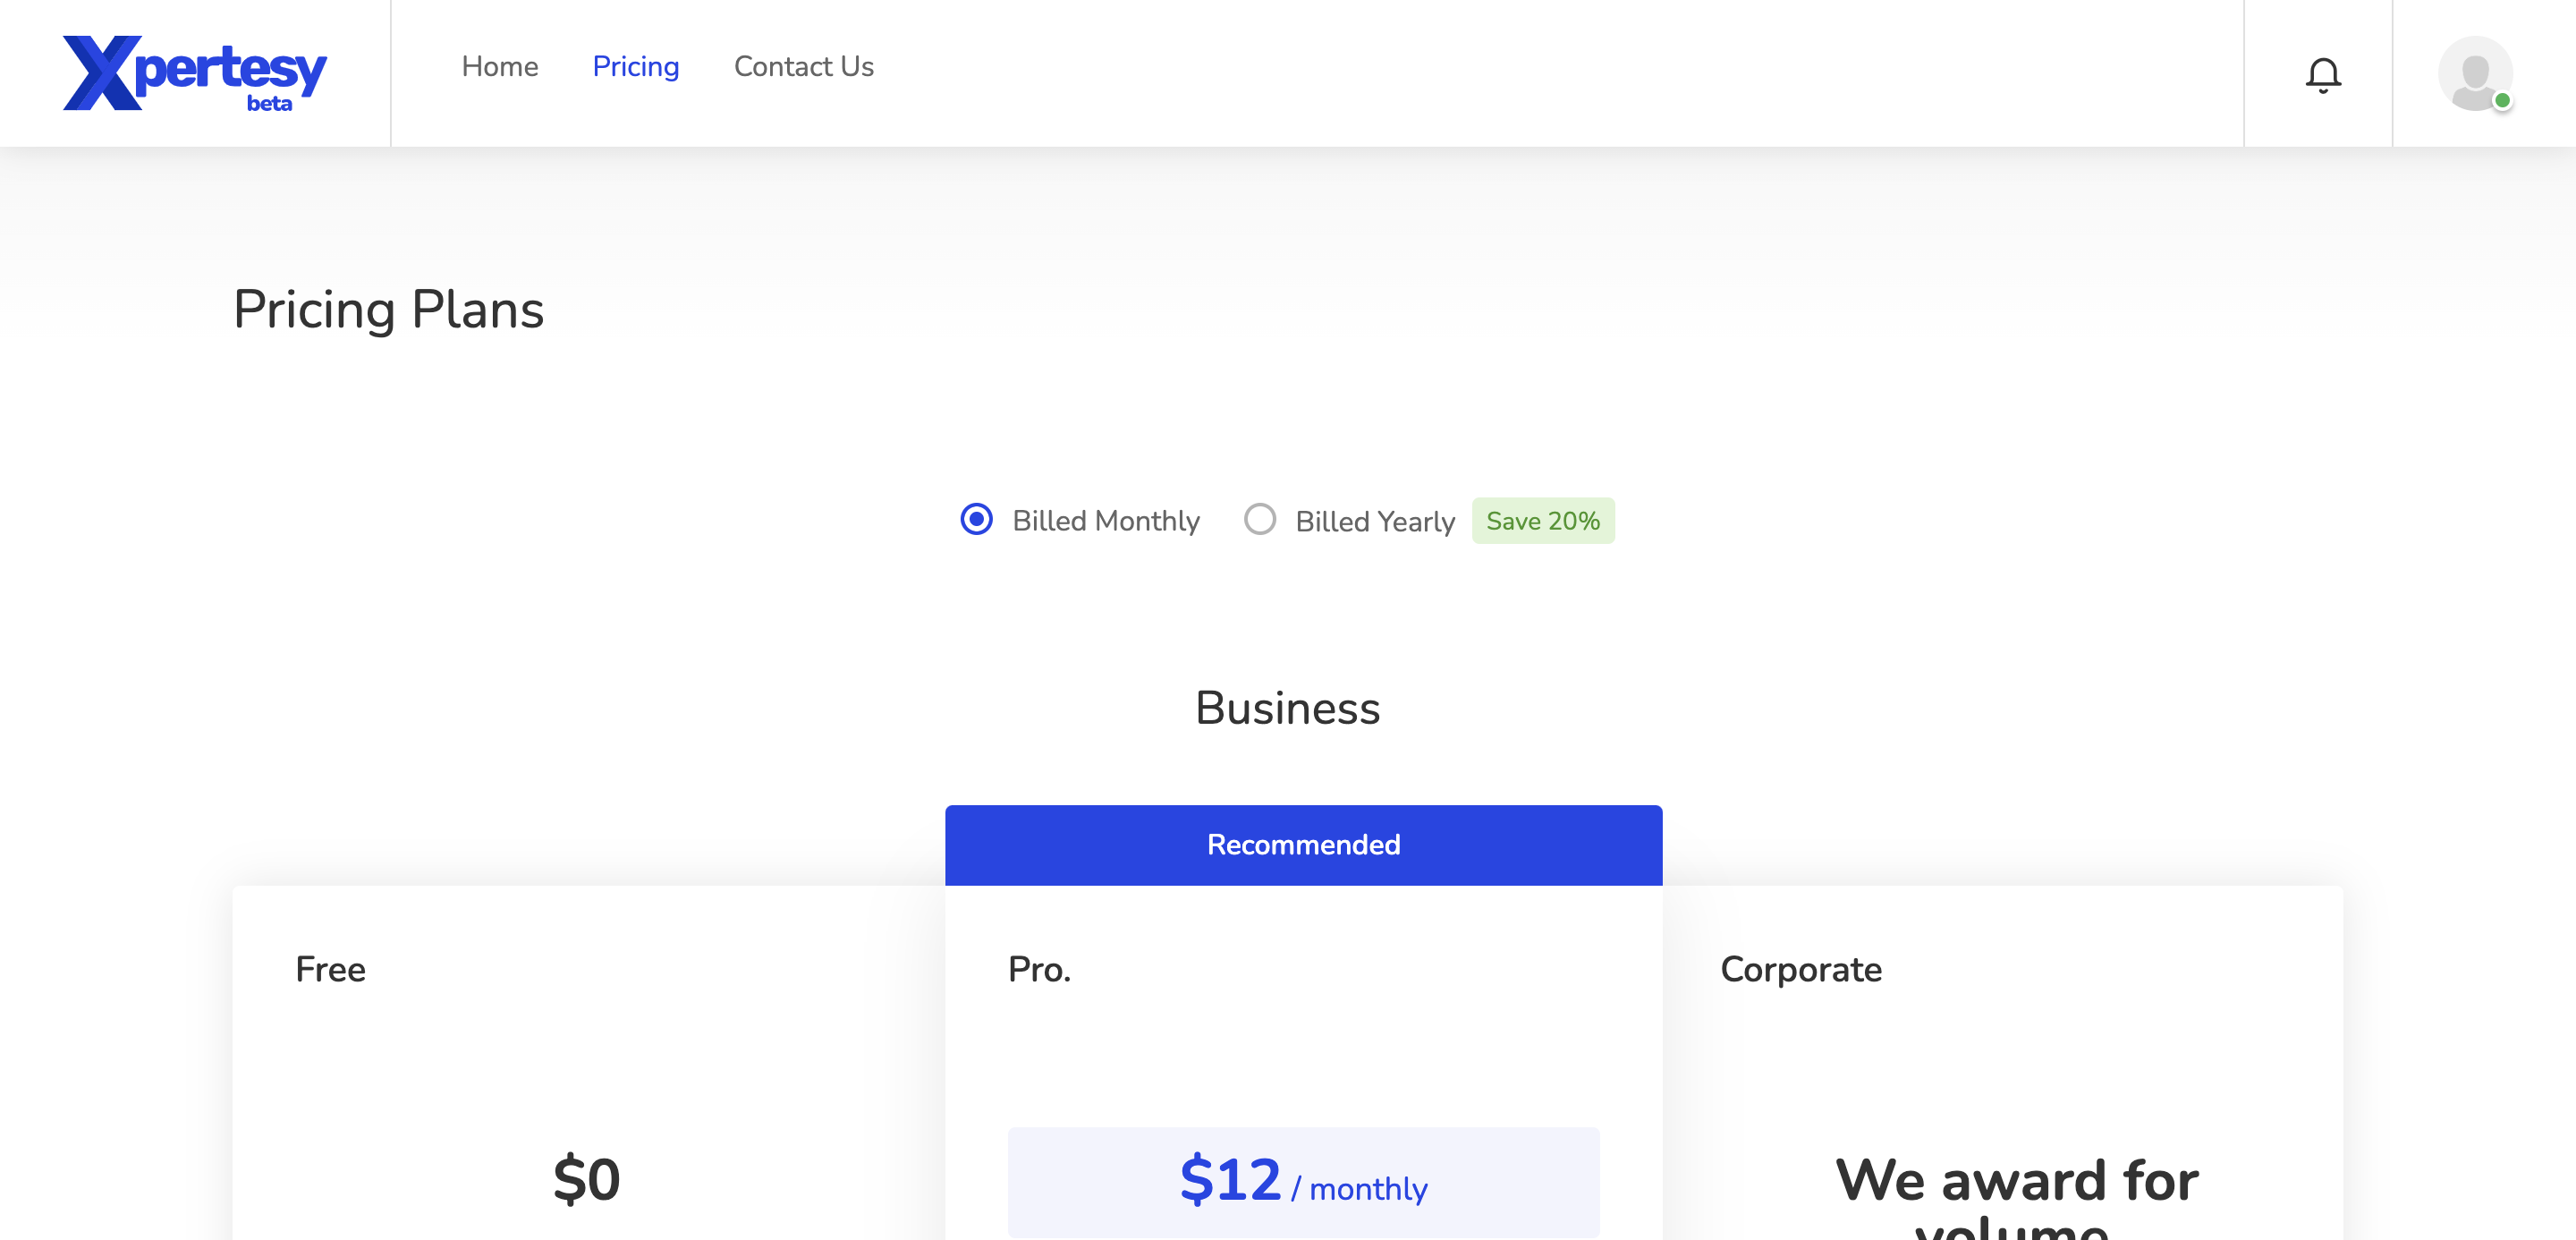 Xpertesy
beta
Home Pricing Contact Us
Pricing Plans
Billed Monthly Billed Yearly Save 20%
Business
Recommended
Free Pro. Corporate
$0 $12 / monthly We award for
volume